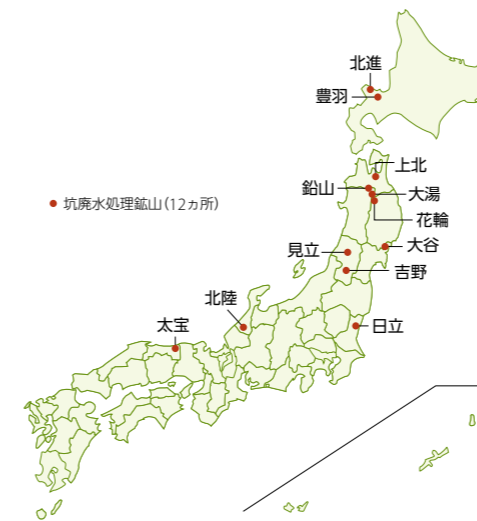 北進
豊羽
上北
鉛山
大湯
坑廃水処理鉱山（12ヵ所）
花輪
大谷
見立
吉野
北陸
太宝
日立